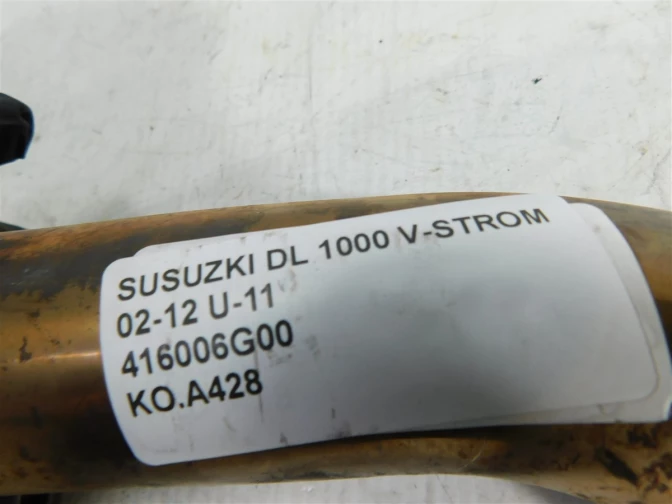 SUSUZKI DL 1000 V-STROM
02-12 U-11
416006G00
KO.A428